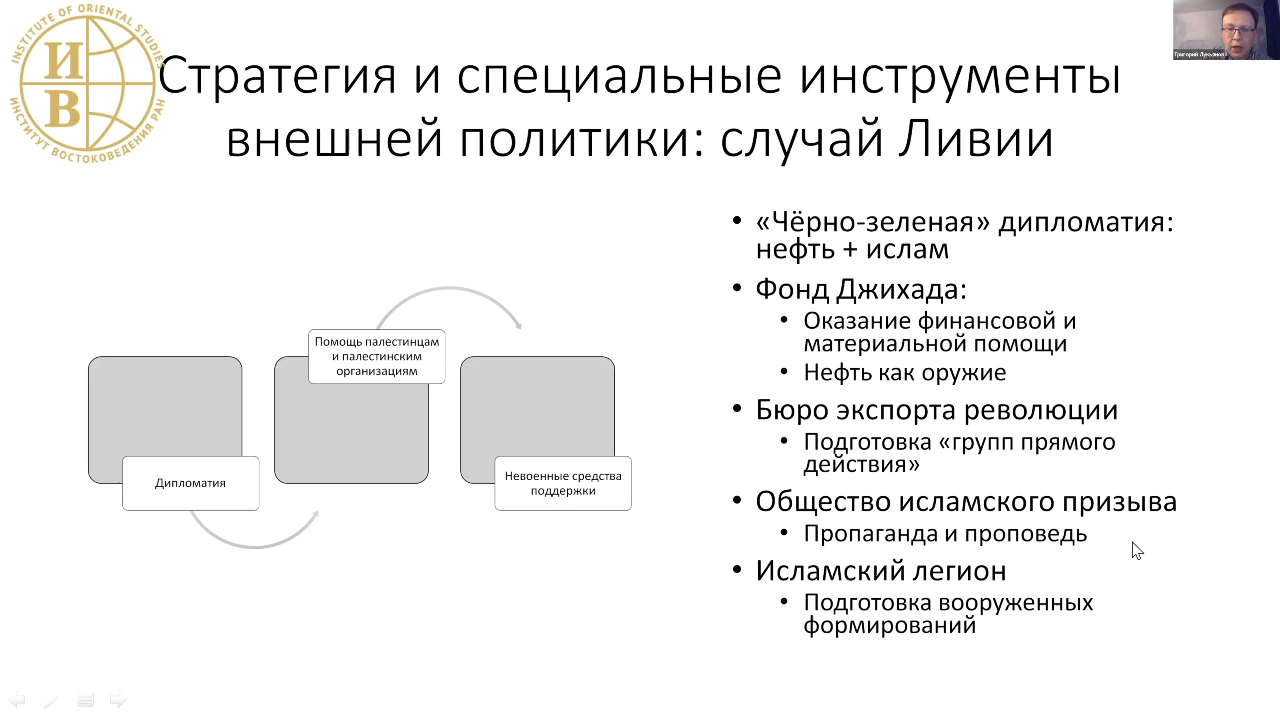 INSTITUTE OF ORIENTAL STUDIES
ИВ
ИНСТИТУТ ВОСТОКОВЕДЕНИЯ РАН
Григорий Лукьянов
Стратегия и специальные инструменты
внешней политики: случай Ливии
Дипломатия
Помощь палестинцам
и палестинским
организациям
Невоенные средства
поддержки
• «Чёрно-зеленая» дипломатия:
нефть + ислам
• Фонд Джихада:
• Оказание финансовой и
материальной помощи
• Нефть как оружие
• Бюро экспорта революции
• Подготовка «групп прямого
действия»
• Общество исламского призыва
• Пропаганда и проповедь
• Исламский легион
• Подготовка вооруженных
формирований